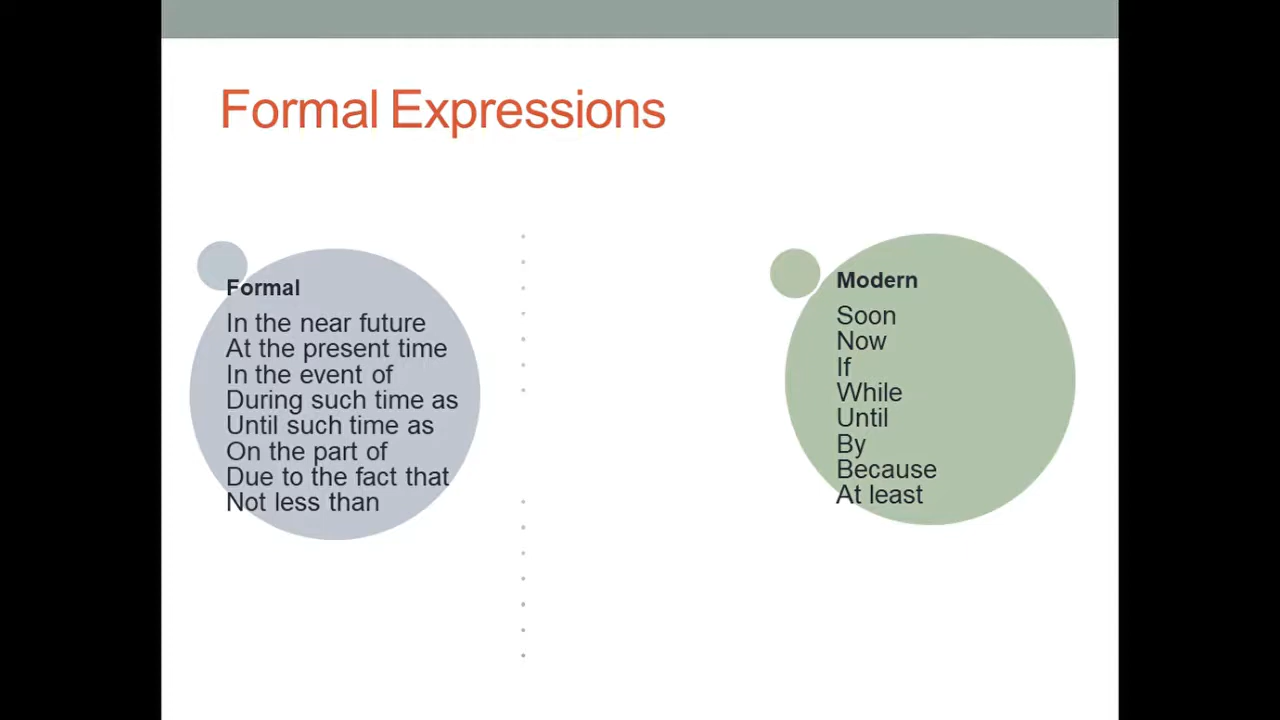 Formal Expressions
Formal
In the near future
At the present time
In the event of
During such time as
Until such time as
On the part of
Due to the fact that
Not less than
Modern
Soon
Now
If
While
Until
By
Because
At least